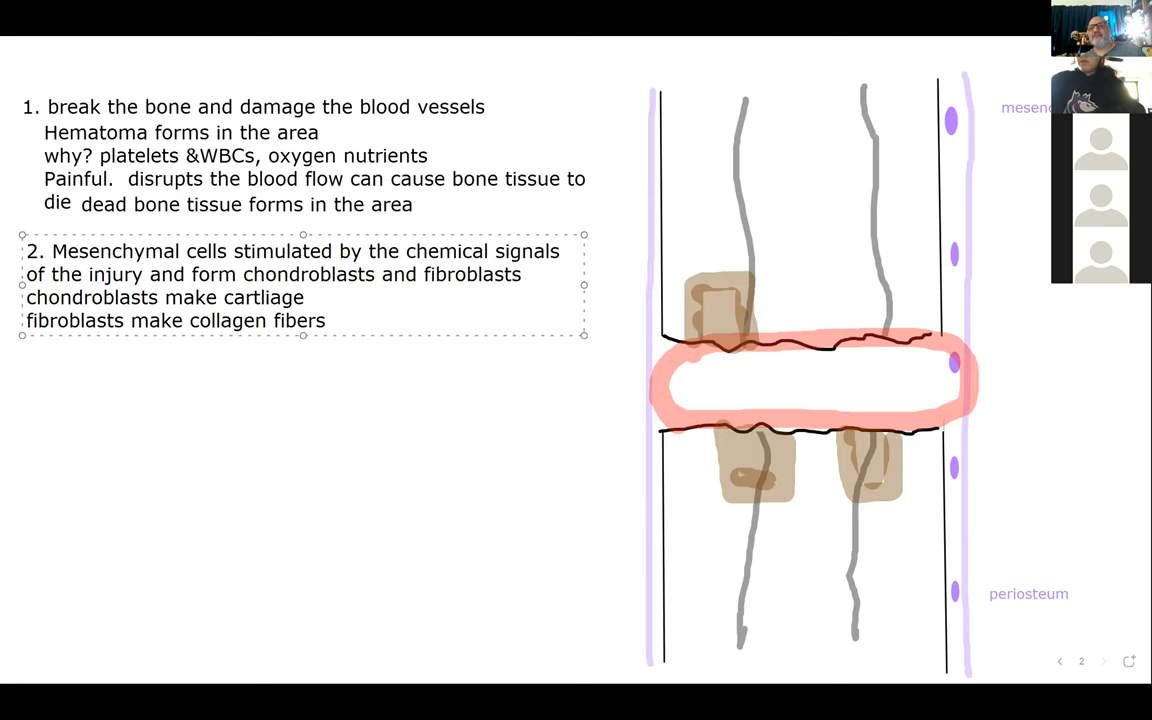 1. break the bone and damage the blood vessels
Hematoma forms in the area
why? platelets &WBCs, oxygen nutrients
Painful. disrupts the blood flow can cause bone tissue to
die dead bone tissue forms in the area
2. Mesenchymal cells stimulated by the chemical signals
of the injury and form chondroblasts and fibroblasts
chondroblasts make cartliage
fibroblasts make collagen fibers
periosteum
2